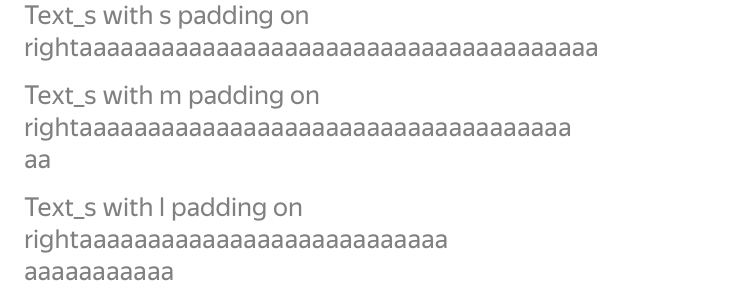 Text_s with s padding on
rightaaaaaaaaaaaaaaaaaaaaaaaaaaaaaaaaaaaaaa
Text_s with m padding on
rightaaaaaaaaaaaaaaaaaaaaaaaaaaaaaaaaaaaa
aa
Text_s with l padding on
rightaaaaaaaaaaaaaaaaaaaaaaaaaaa
aaaaaaaaaaa